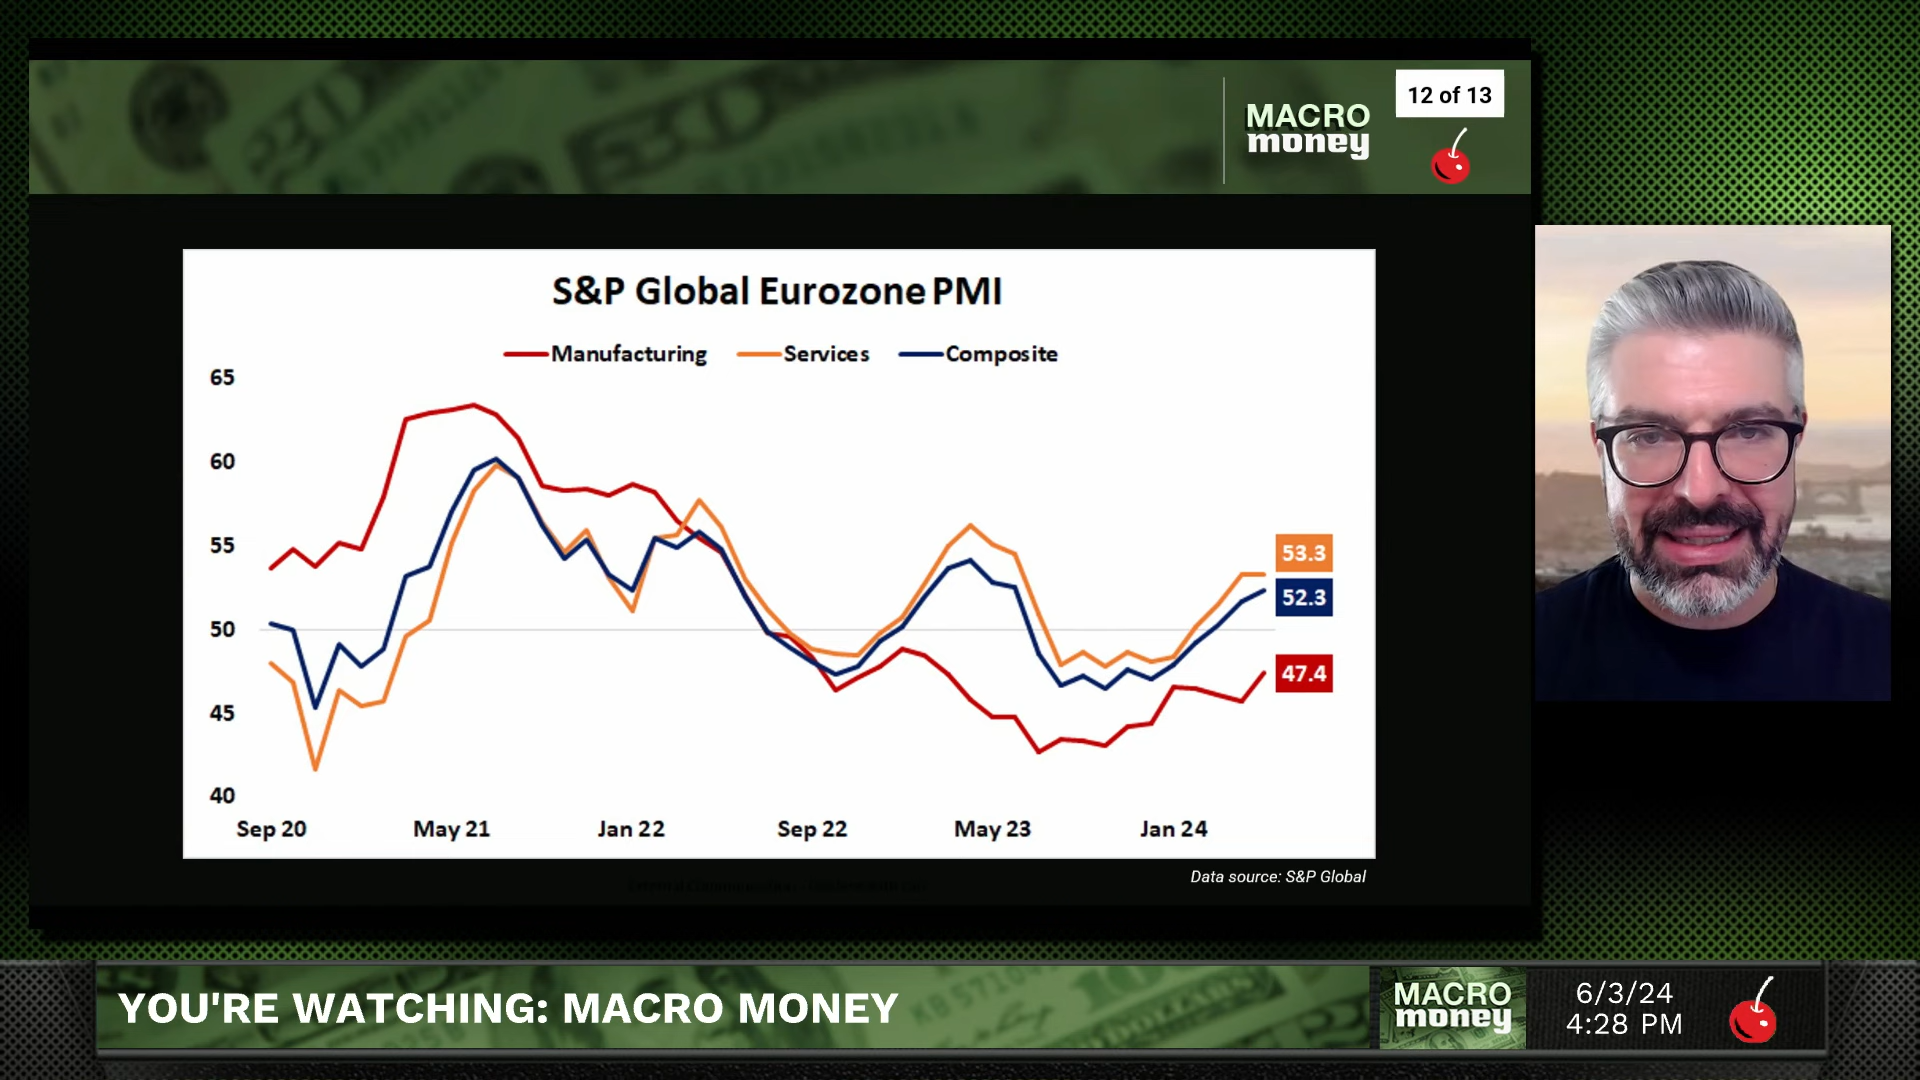 12 of 13
MACRO
money
S&P Global Eurozone PMI
Manufacturing Services Composite
65
60
55
50
45
40
53.3
52.3
47.4
Sep 20 May 21 Jan 22 Sep 22 May 23 Jan 24
Data source: S&P Global
YOU'RE WATCHING: MACRO MONEY
MACRO
money
6/3/24
4:28 PM